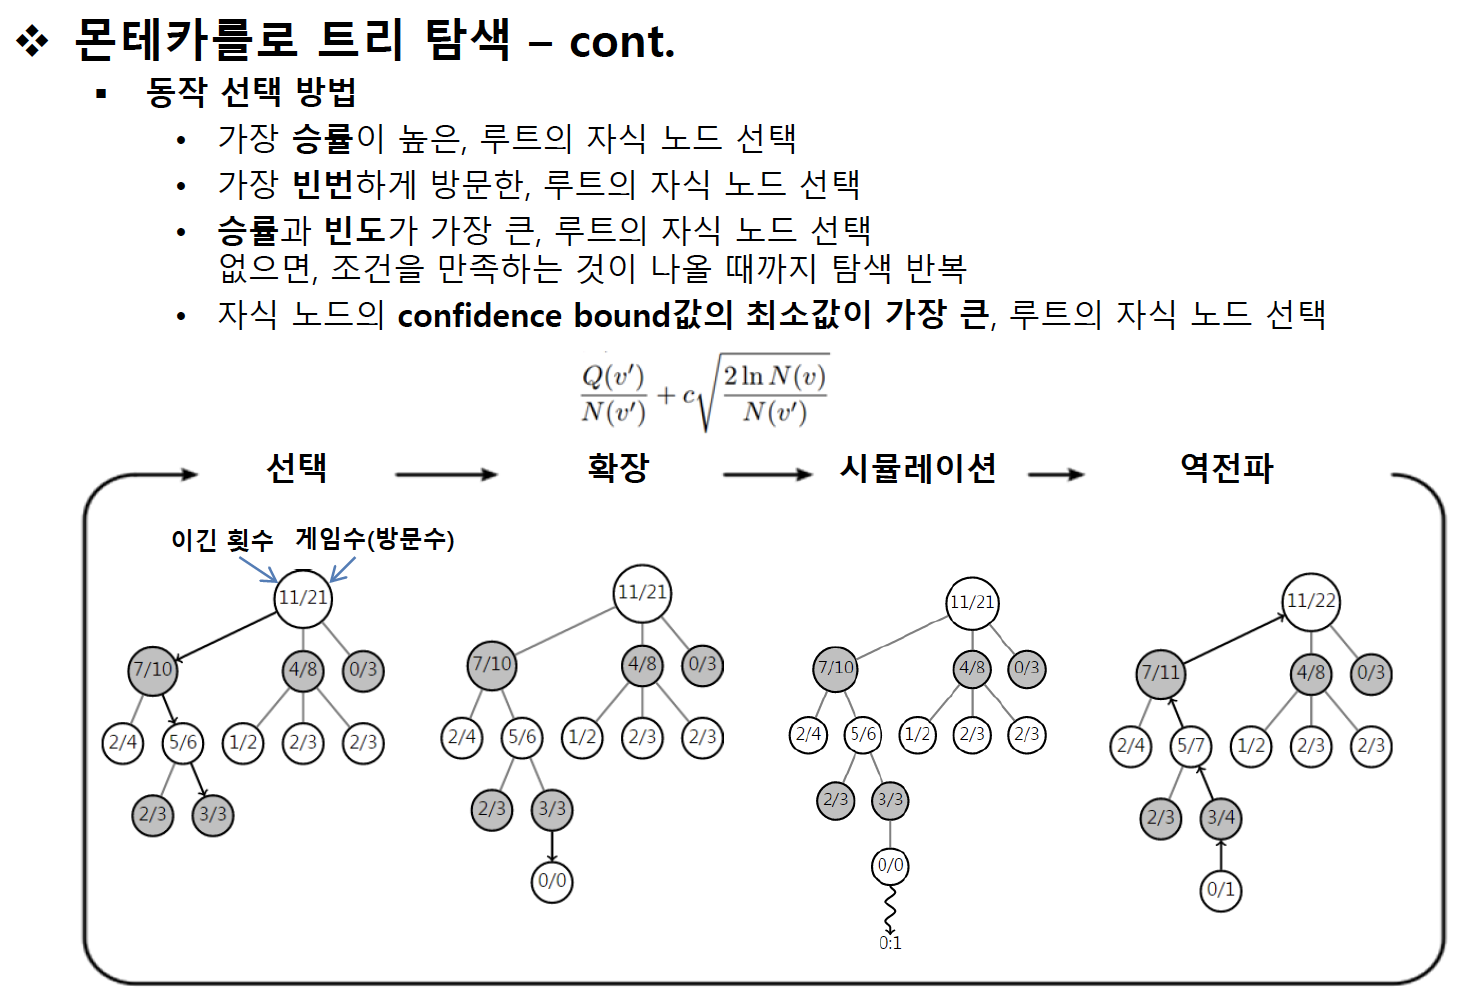 ❖ 몬테카를로 트리 탐색 – cont.
▪ 동작 선택 방법
• 가장 승률이 높은, 루트의 자식 노드 선택
• 가장 빈번하게 방문한, 루트의 자식 노드 선택
• 승률과 빈도가 가장 큰, 루트의 자식 노드 선택
없으면, 조건을 만족하는 것이 나올 때까지 탐색 반복
• 자식 노드의 confidence bound값의 최소값이 가장 큰, 루트의 자식 노드 선택
Q(v′)/N(v′) + c√(2 ln N(v)/N(v′))
선택 확장 시뮬레이션 역전파
이긴 횟수 게임수(방문수)
11/21
7/10 4/8 0/3
2/4 5/6 1/2 2/3 2/3
2/3 3/3
11/21
7/10 4/8 0/3
2/4 5/6 1/2 2/3 2/3
2/3 3/3
0/0
11/21
7/10 4/8 0/3
2/4 5/6 1/2 2/3 2/3
2/3 3/3
0/0
0:1
11/22
7/11 4/8 0/3
2/4 5/7 1/2 2/3 2/3
2/3 3/4
0/1